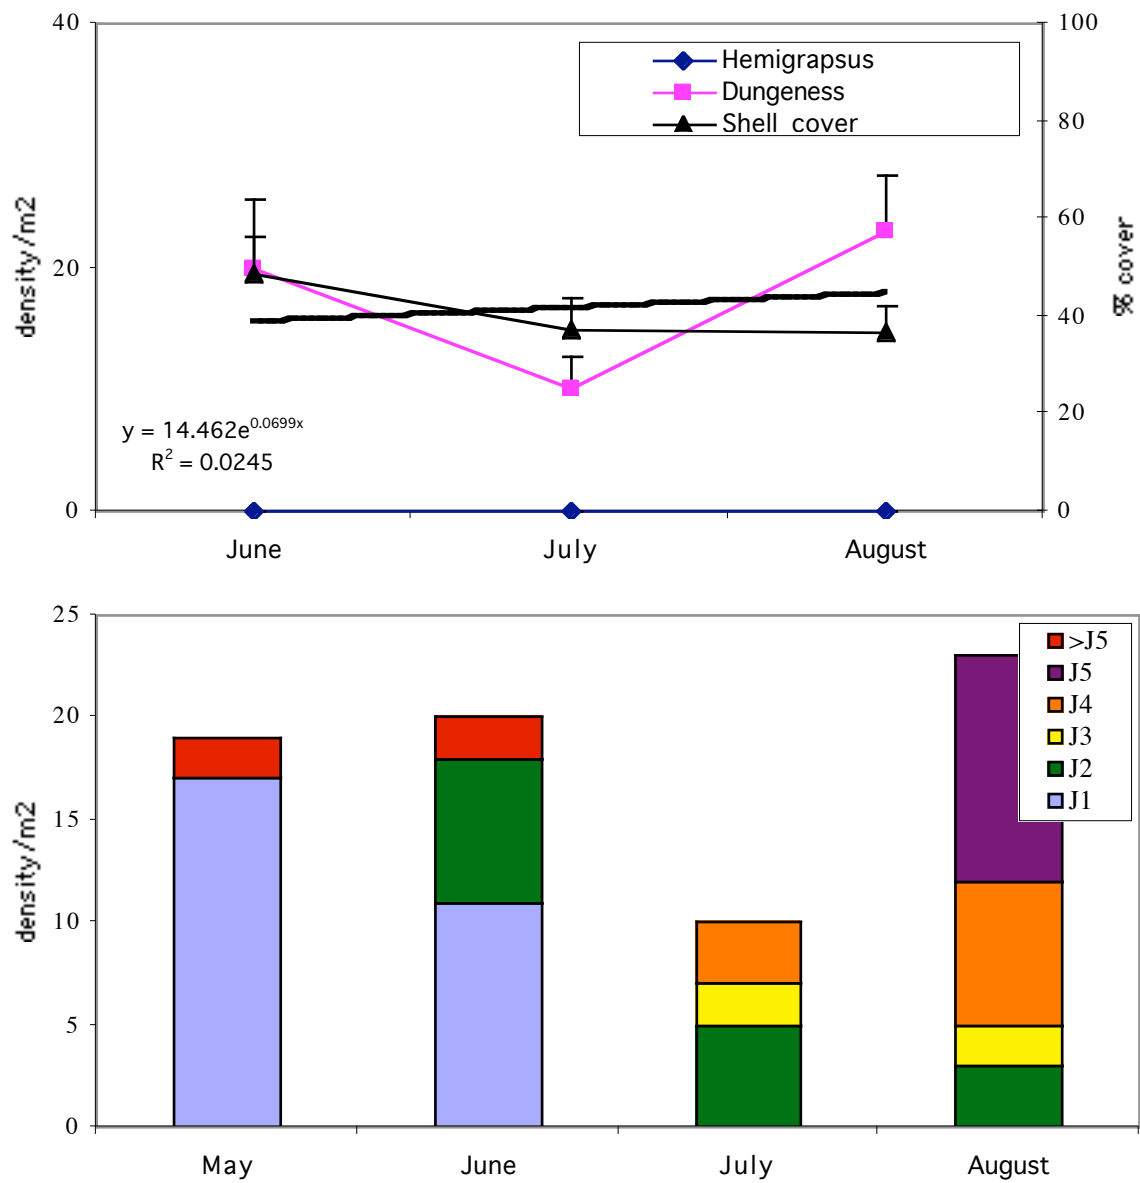 40
20
0
density/m2
Hemigrapsus
Dungeness
Shell cover
100
80
60
40
20
0
% cover
y = 14.462e^0.0699x
R² = 0.0245
June July August
25
20
15
10
5
0
density/m2
>J5
J5
J4
J3
J2
J1
May June July August